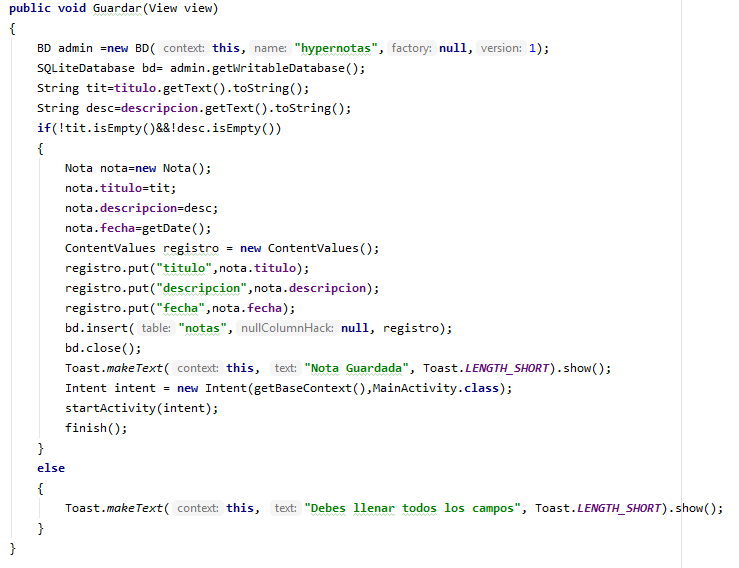 public void Guardar(View view)
{
BD admin =new BD( context: this, name: "hypernotas", factory: null, version: 1);
SQLiteDatabase bd= admin.getWritableDatabase();
String tit=titulo.getText().toString();
String desc=descripcion.getText().toString();
if(!tit.isEmpty()&&!desc.isEmpty())
{
Nota nota=new Nota();
nota.titulo=tit;
nota.descripcion=desc;
nota.fecha=getDate();
ContentValues registro = new ContentValues();
registro.put("titulo",nota.titulo);
registro.put("descripcion",nota.descripcion);
registro.put("fecha",nota.fecha);
bd.insert( table: "notas", nullColumnHack: null, registro);
bd.close();
Toast.makeText( context: this, text: "Nota Guardada", Toast.LENGTH_SHORT).show();
Intent intent = new Intent(getBaseContext(),MainActivity.class);
startActivity(intent);
finish();
}
else
{
Toast.makeText( context: this, text: "Debes llenar todos los campos", Toast.LENGTH_SHORT).show();
}
}